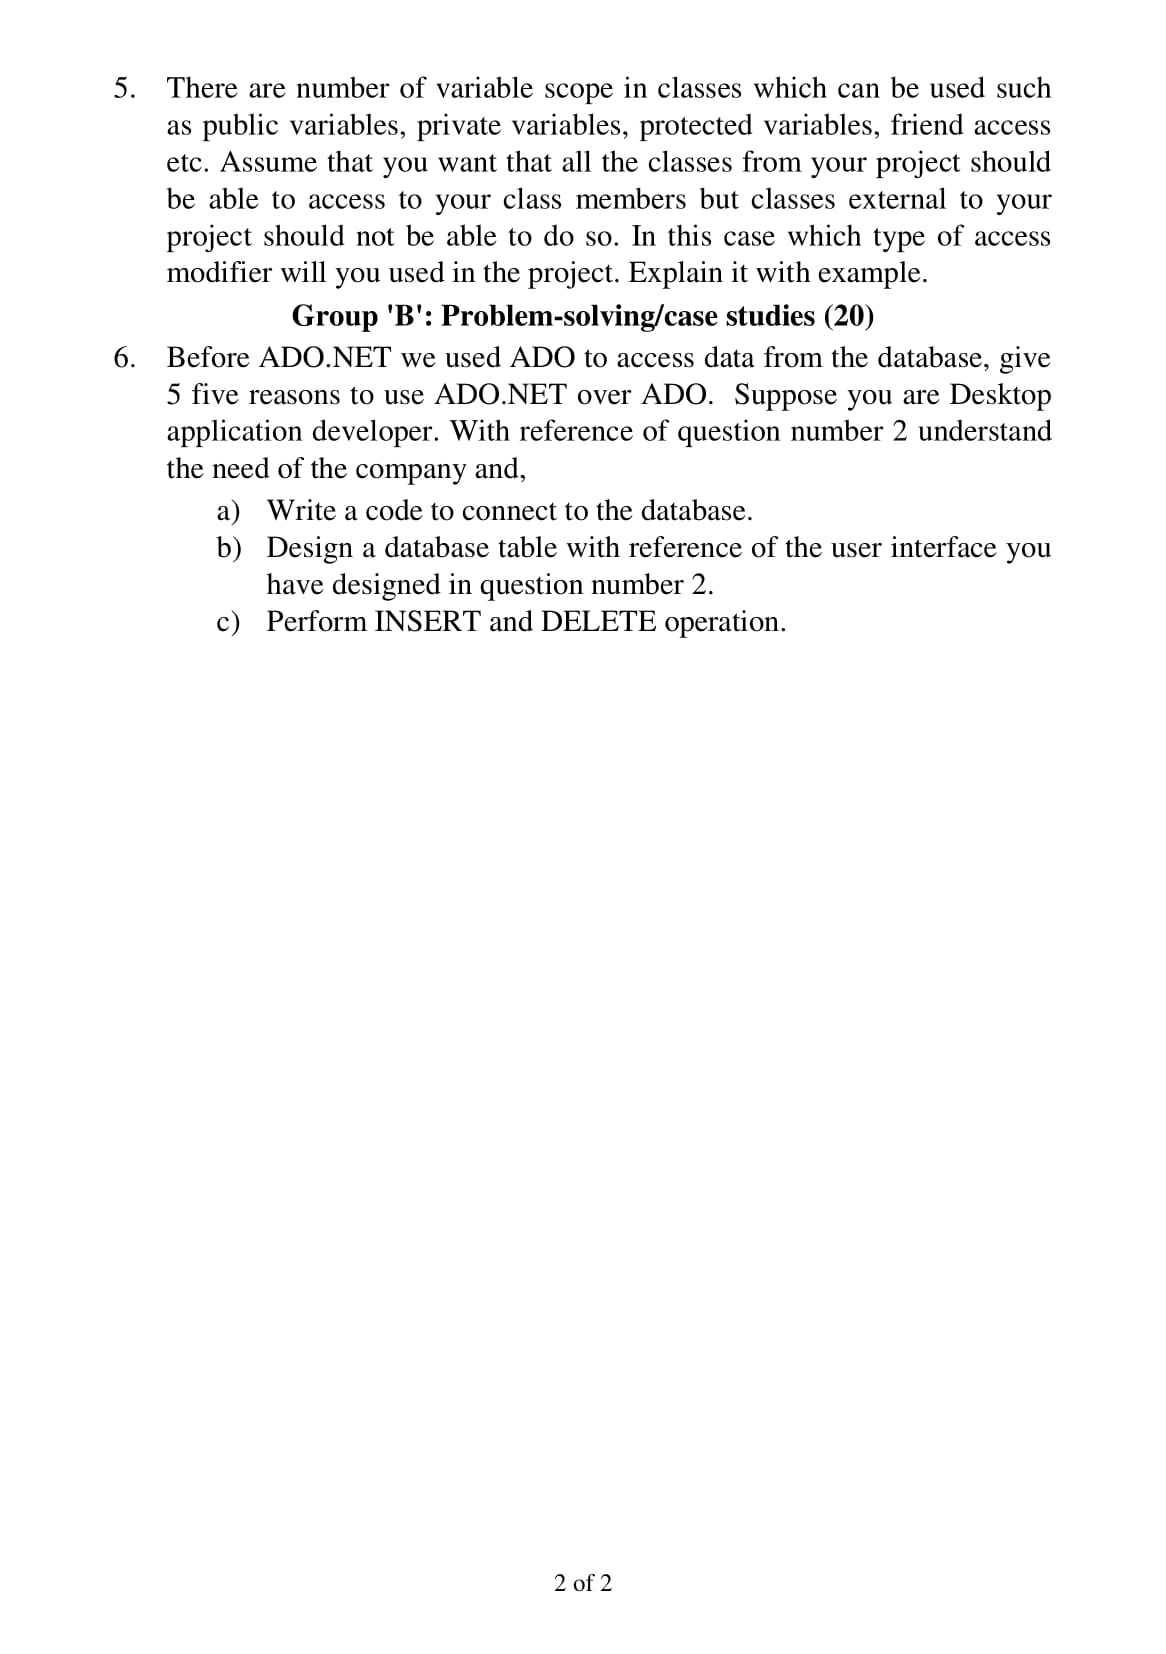 5. There are number of variable scope in classes which can be used such
as public variables, private variables, protected variables, friend access
etc. Assume that you want that all the classes from your project should
be able to access to your class members but classes external to your
project should not be able to do so. In this case which type of access
modifier will you used in the project. Explain it with example.
Group 'B': Problem-solving/case studies (20)
6. Before ADO.NET we used ADO to access data from the database, give
5 five reasons to use ADO.NET over ADO. Suppose you are Desktop
application developer. With reference of question number 2 understand
the need of the company and,
a) Write a code to connect to the database.
b) Design a database table with reference of the user interface you
have designed in question number 2.
c) Perform INSERT and DELETE operation.
2 of 2